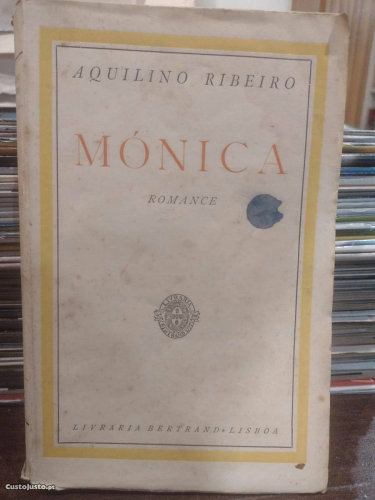 AQUILINO RIBEIRO
MÓNICA
ROMANCE
LIVRARIA BERTRAND • LISBOA
CustoJusto.pt